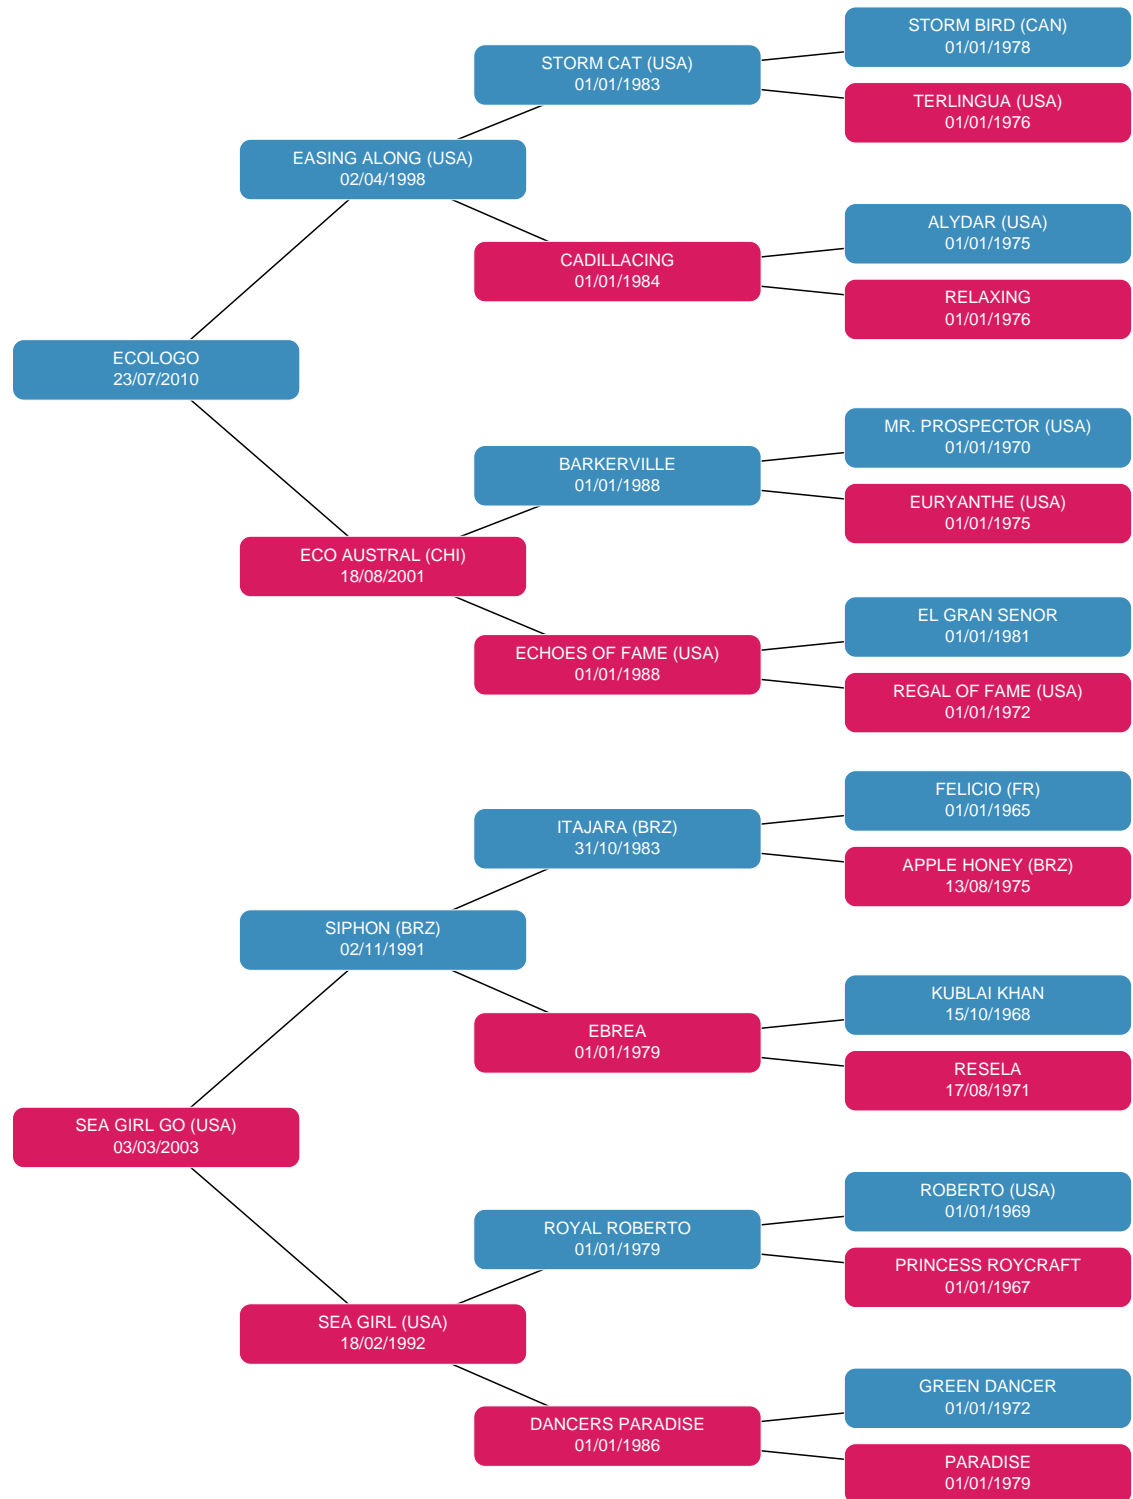 STORM BIRD (CAN)
01/01/1978
STORM CAT (USA)
01/01/1983
TERLINGUA (USA)
01/01/1976
EASING ALONG (USA)
02/04/1998
ALYDAR (USA)
01/01/1975
CADILLACING
01/01/1984
RELAXING
01/01/1976
ECOLOGO
23/07/2010
MR. PROSPECTOR (USA)
01/01/1970
BARKERVILLE
01/01/1988
EURYANTHE (USA)
01/01/1975
ECO AUSTRAL (CHI)
18/08/2001
EL GRAN SENOR
01/01/1981
ECHOES OF FAME (USA)
01/01/1988
REGAL OF FAME (USA)
01/01/1972
FELICIO (FR)
01/01/1965
ITAJARA (BRZ)
31/10/1983
APPLE HONEY (BRZ)
13/08/1975
SIPHON (BRZ)
02/11/1991
KUBLAI KHAN
15/10/1968
EBREA
01/01/1979
RESELA
17/08/1971
SEA GIRL GO (USA)
03/03/2003
ROBERTO (USA)
01/01/1969
ROYAL ROBERTO
01/01/1979
PRINCESS ROYCRAFT
01/01/1967
SEA GIRL (USA)
18/02/1992
GREEN DANCER
01/01/1972
DANCERS PARADISE
01/01/1986
PARADISE
01/01/1979